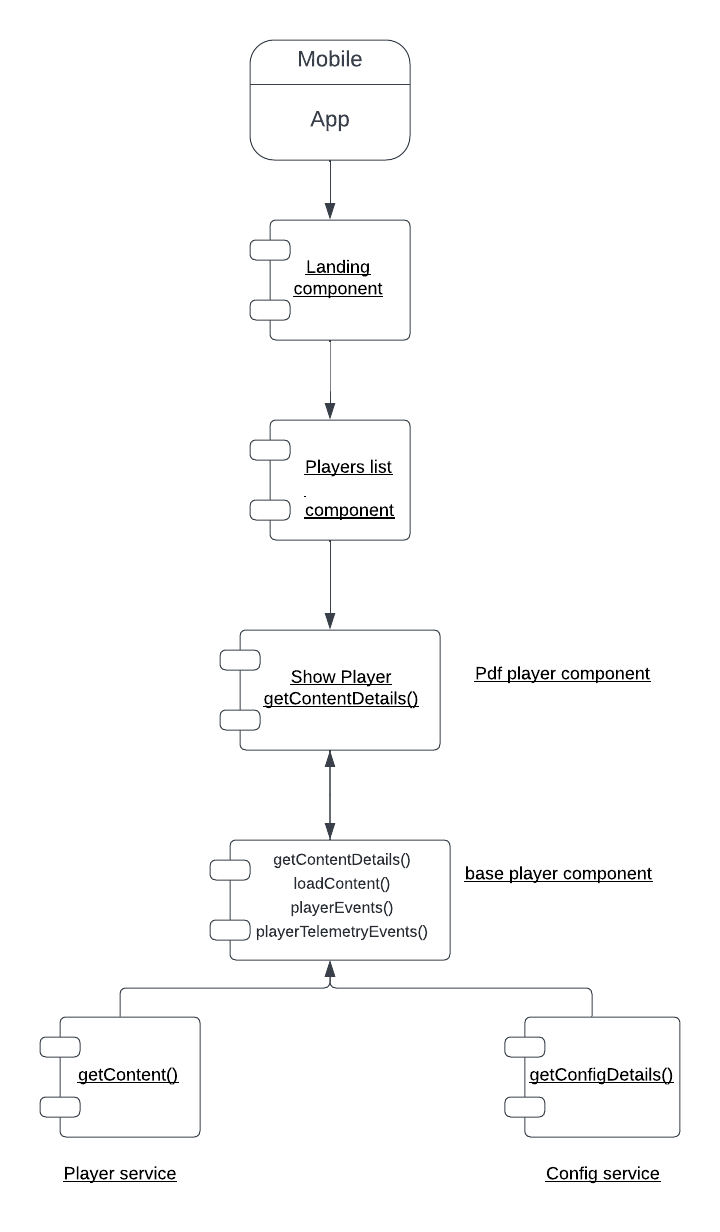 Mobile
App
Landing
component
Players list
.
component
Show Player
getContentDetails()
Pdf player component
getContentDetails()
loadContent()
playerEvents()
playerTelemetryEvents()
base player component
getContent()
getConfigDetails()
Player service
Config service